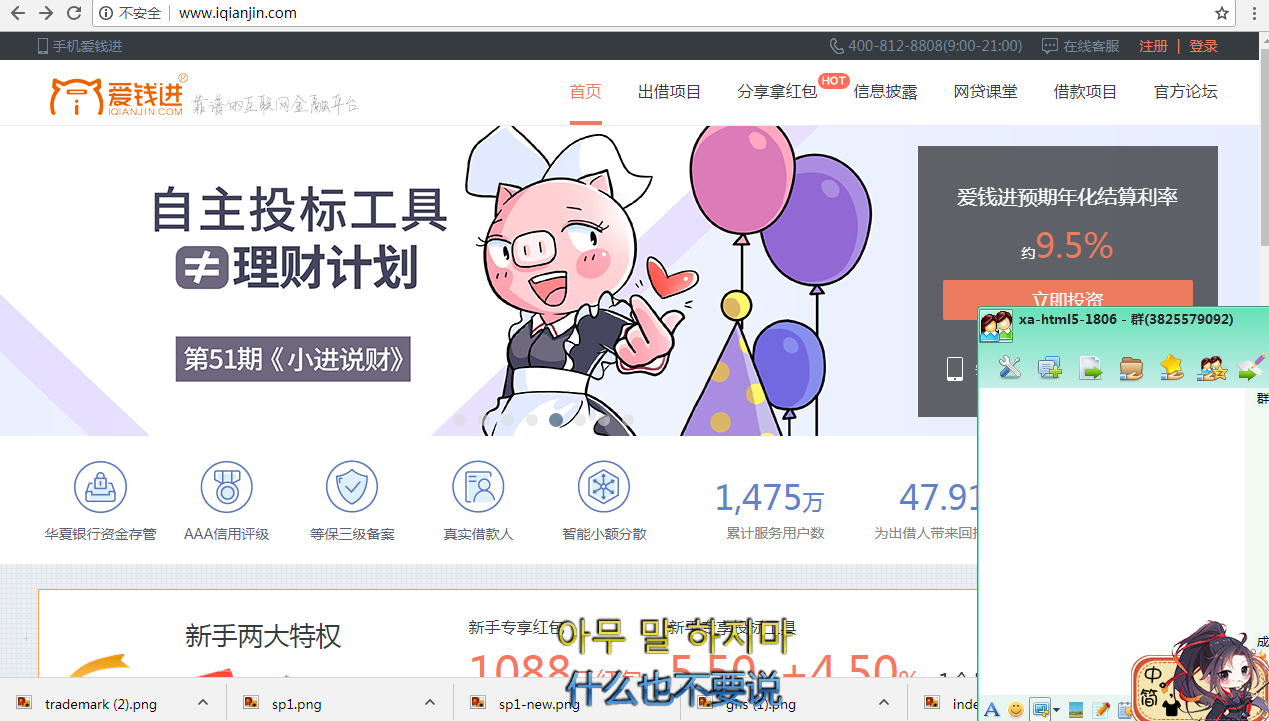 不安全 www.iqianjin.com
手机爱钱进 400-812-8808(9:00-21:00) 在线客服 注册 | 登录
爱钱进® IQIANJIN.COM 靠谱的互联网金融平台
首页 出借项目 分享拿红包 HOT 信息披露 网贷课堂 借款项目 官方论坛
自主投标工具
≠理财计划
第51期《小进说财》
爱钱进预期年化结算利率
约9.5%
立即投资
xa-html5-1806 - 群(3825579092)
群
1,475万 47.91
华夏银行资金存管 AAA信用评级 等保三级备案 真实借款人 智能小额分散 累计服务用户数 为出借人带来回
新手两大特权 新手专享红包
1088 红包 5.50 +4.50%
아무 말 하지마
什么也不要说
成
中
简
trademark (2).png sp1.png sp1-new.png (1).png inde